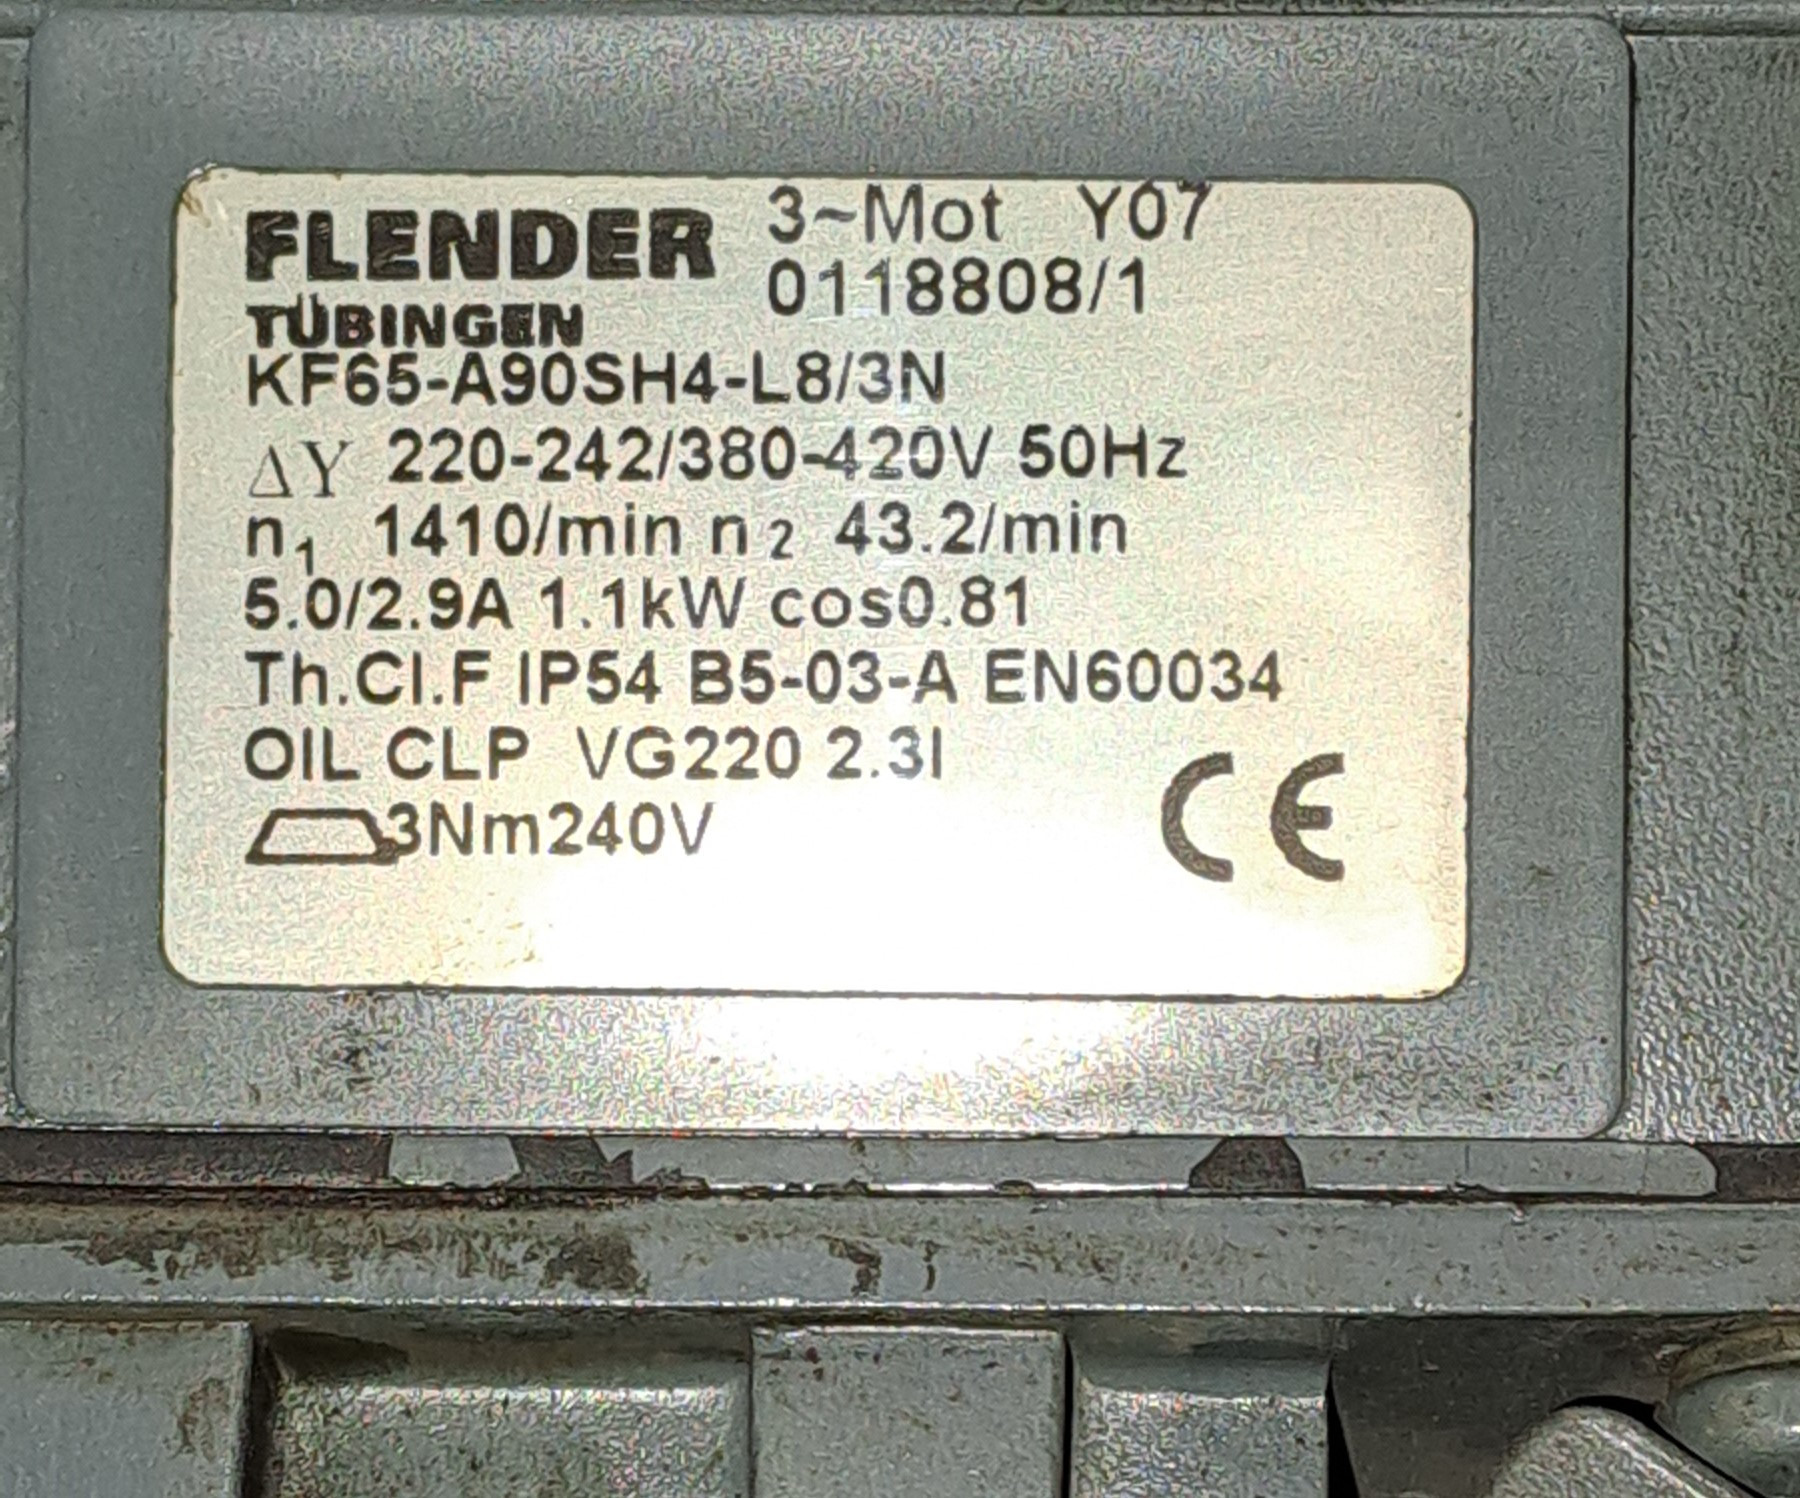 FLENDER
TÜBINGEN
3~Mot Y07
0118808/1
KF65-A90SH4-L8/3N
ΔY 220-242/380-420V 50Hz
n₁ 1410/min n₂ 43.2/min
5.0/2.9A 1.1kW cos0.81
Th.Cl.F IP54 B5-03-A EN60034
OIL CLP VG220 2.3l
3Nm240V
CE